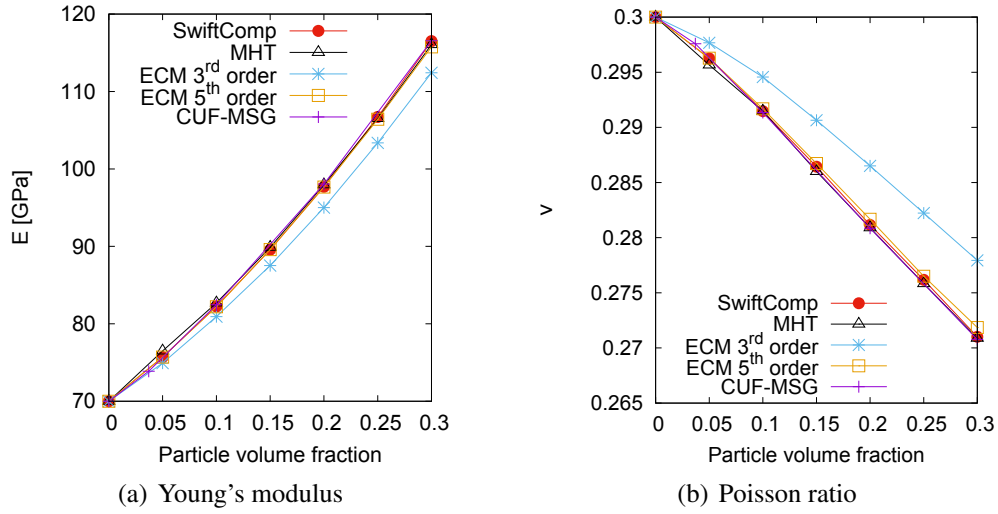 SwiftComp
MHT
ECM 3rd order
ECM 5th order
CUF-MSG
120
110
100
90
80
70
E [GPa]
0 0.05 0.1 0.15 0.2 0.25 0.3
Particle volume fraction
(a) Young's modulus
0.3
0.295
0.29
0.285
0.28
0.275
0.27
0.265
v
SwiftComp
MHT
ECM 3rd order
ECM 5th order
CUF-MSG
0 0.05 0.1 0.15 0.2 0.25 0.3
Particle volume fraction
(b) Poisson ratio